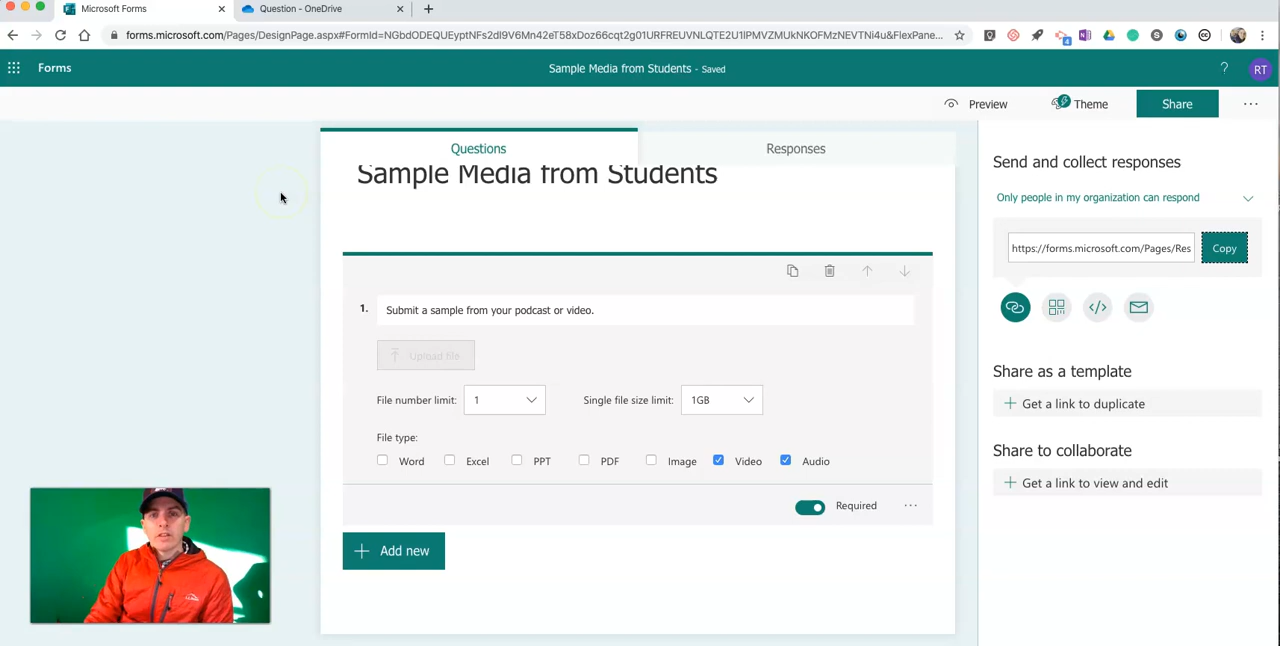 Microsoft Forms
Question - OneDrive
forms.microsoft.com/Pages/DesignPage.aspx#FormId=NGbdODEQUEyptNFs2dI9V6Mn42eT58xDoz66cqt2g01URFREUVNLQTE2U1lPMVZMUkNKOFMzNEVTNi4u&FlexPane...
Forms
Sample Media from Students - Saved
?
RT
Preview
Theme
Share
Questions
Responses
Sample Media from Students
1. Submit a sample from your podcast or video.
Upload file
File number limit: 1 Single file size limit: 1GB
File type:
Word Excel PPT PDF Image Video Audio
Required
Add new
Send and collect responses
Only people in my organization can respond
https://forms.microsoft.com/Pages/Res Copy
Share as a template
Get a link to duplicate
Share to collaborate
Get a link to view and edit